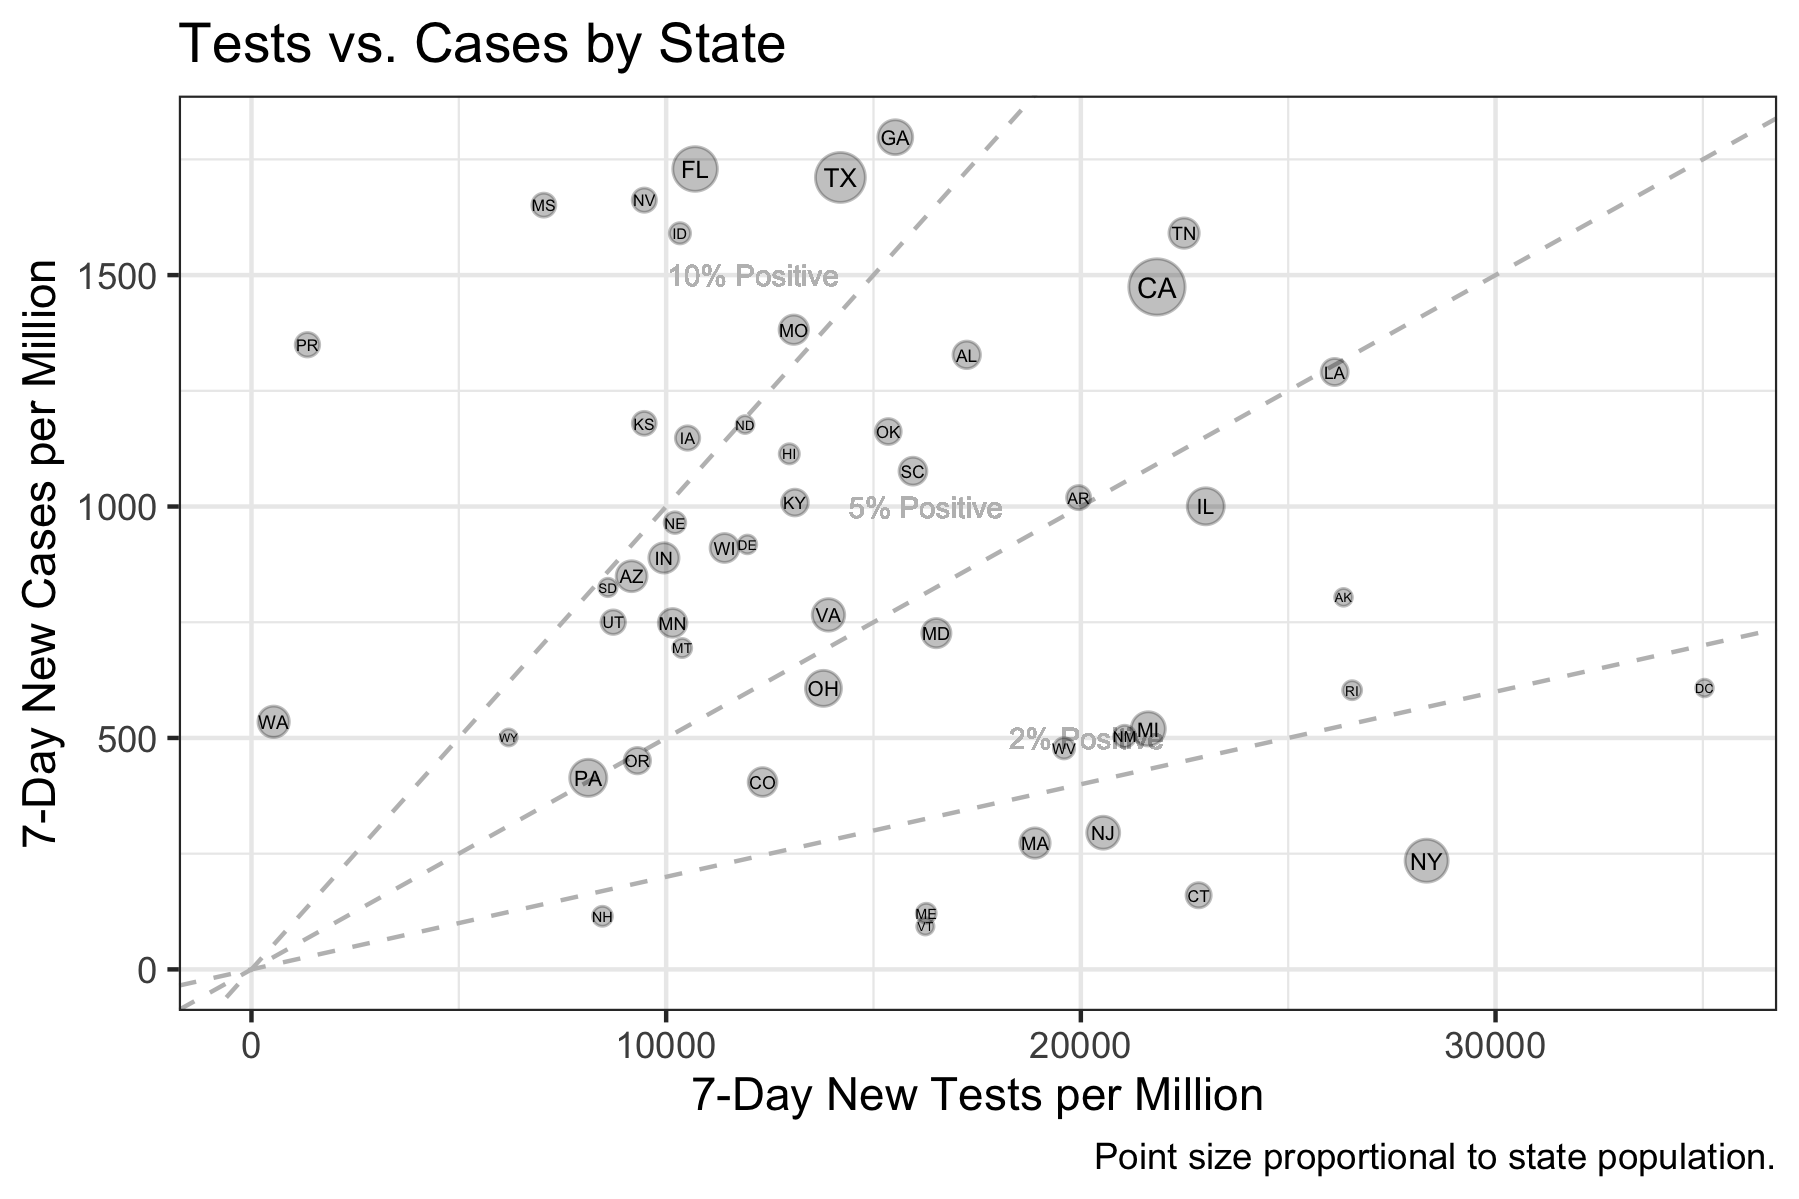 Tests vs. Cases by State
GA
FL
TX
MS
NV
ID
TN
1500
10% Positive
CA
MO
PR
AL
LA
KS
IA
ND
OK
HI
SC
1000
KY
5% Positive
AR
IL
NE
WI
DE
IN
AZ
SD
AK
UT
MN
VA
MD
MT
OH
RI
DC
WA
500
WY
2% Positive
WV
NM
MI
PA
OR
CO
MA
NJ
NY
CT
NH
ME
VT
0
0
10000
20000
30000
7-Day New Cases per Million
7-Day New Tests per Million
Point size proportional to state population.